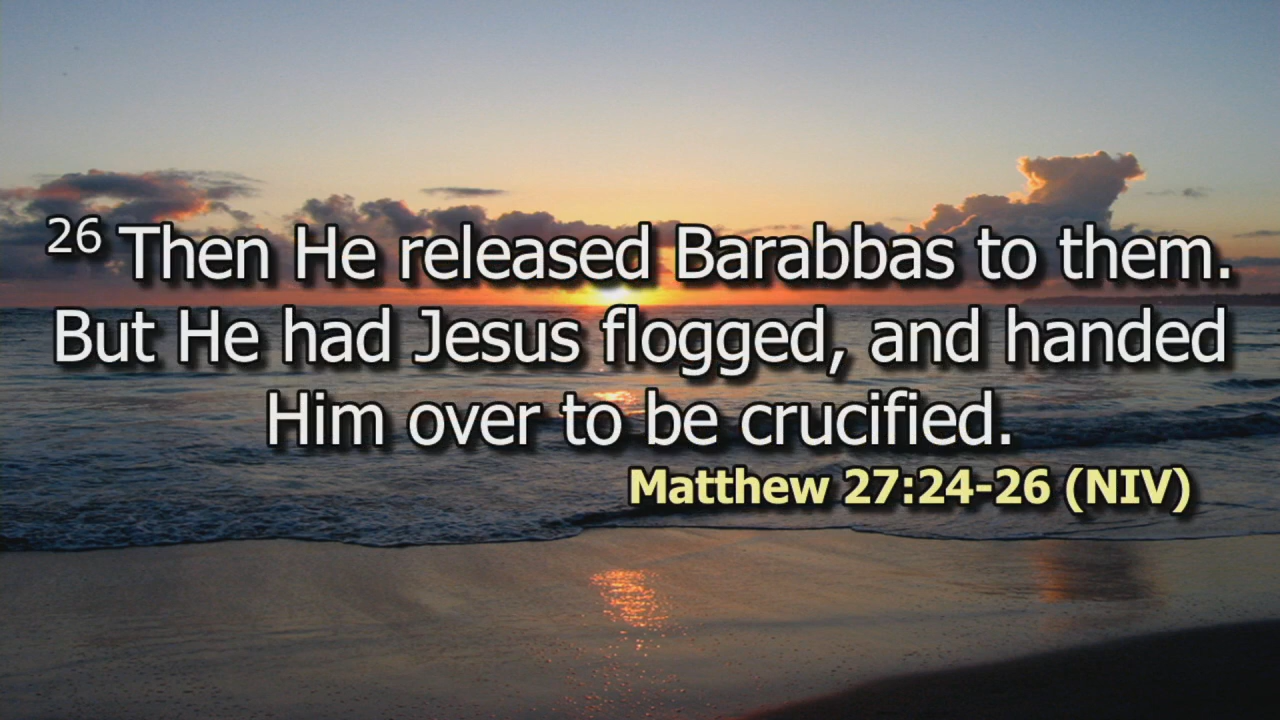 26 Then He released Barabbas to them.
But He had Jesus flogged, and handed
Him over to be crucified.
Matthew 27:24-26 (NIV)